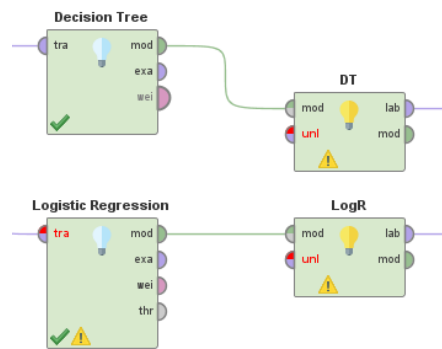 Decision Tree
tra mod
exa
wei
DT
mod lab
unl mod
Logistic Regression
tra mod
exa
wei
thr
LogR
mod lab
unl mod